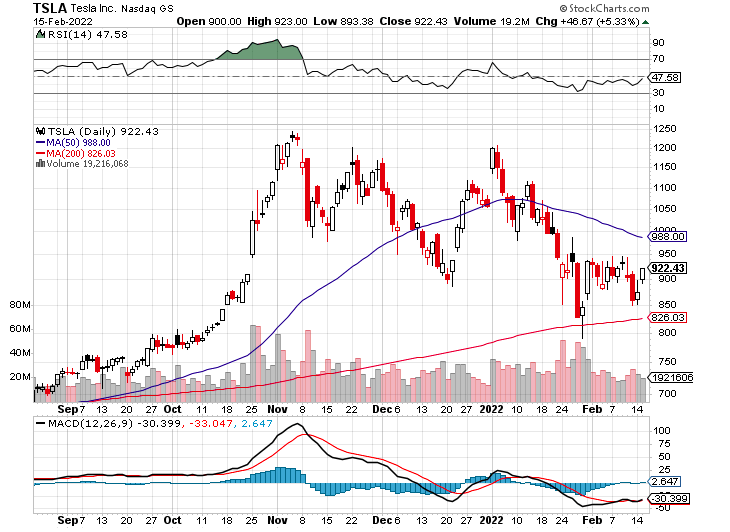 TSLA Tesla Inc. Nasdaq GS
© StockCharts.com
15-Feb-2022
Open 900.00 High 923.00 Low 893.38 Close 922.43 Volume 19.2M Chg +46.67 (+5.33%)
RSI(14) 47.58
90
70
50
47.58
30
10
TSLA (Daily) 922.43
MA(50) 988.00
MA(200) 826.03
Volume 19,216,068
1250
1200
1150
1100
1050
1000
988.00
950
922.43
900
850
826.03
800
750
700
80M
60M
40M
20M
1921606
Sep 7 13 20 27 Oct 11 18 25 Nov 8 15 22 Dec 6 13 20 27 2022 10 18 24 Feb 7 14
MACD(12,26,9) -30.399, -33.047, 2.647
100
75
50
25
2.647
-30.399
-50
Sep 7 13 20 27 Oct 11 18 25 Nov 8 15 22 Dec 6 13 20 27 2022 10 18 24 Feb 7 14